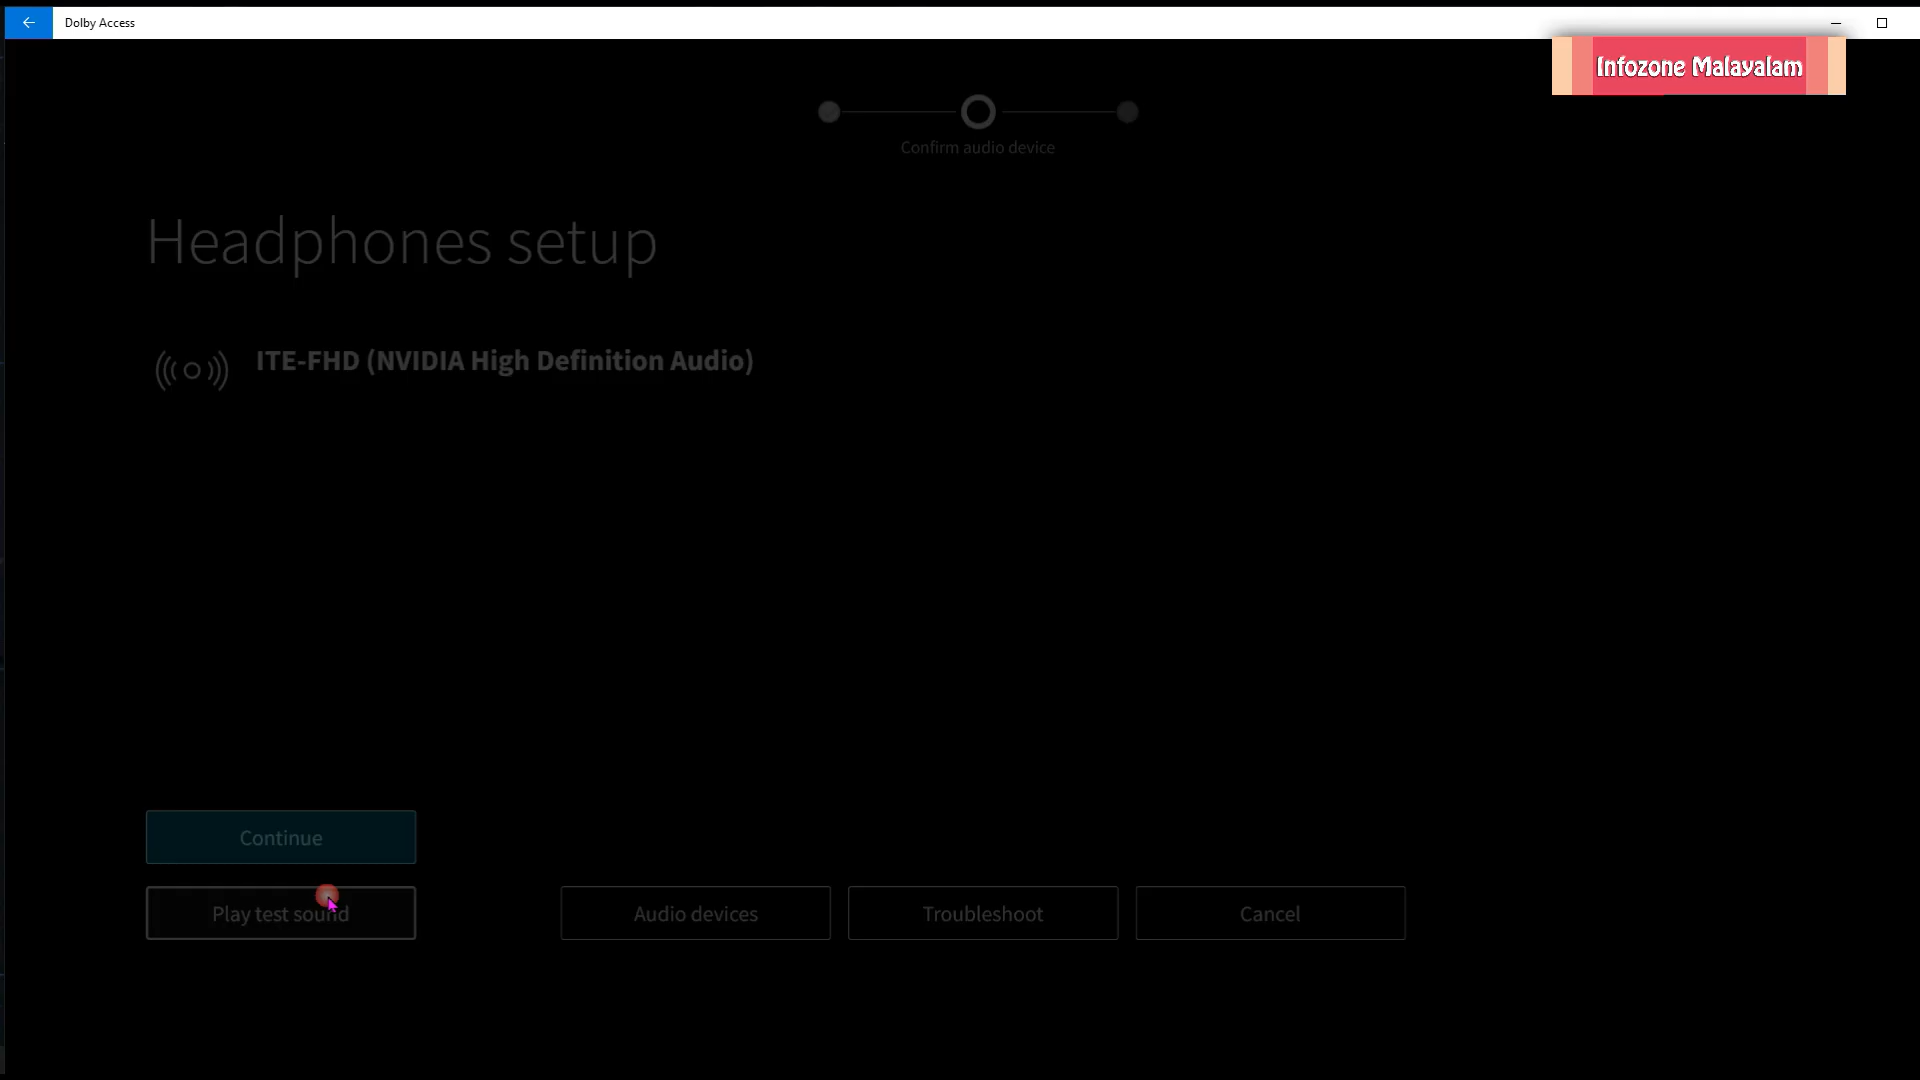 Dolby Access
Infozone Malayalam
Confirm audio device
Headphones setup
ITE-FHD (NVIDIA High Definition Audio)
Continue
Play test sound
Audio devices
Troubleshoot
Cancel